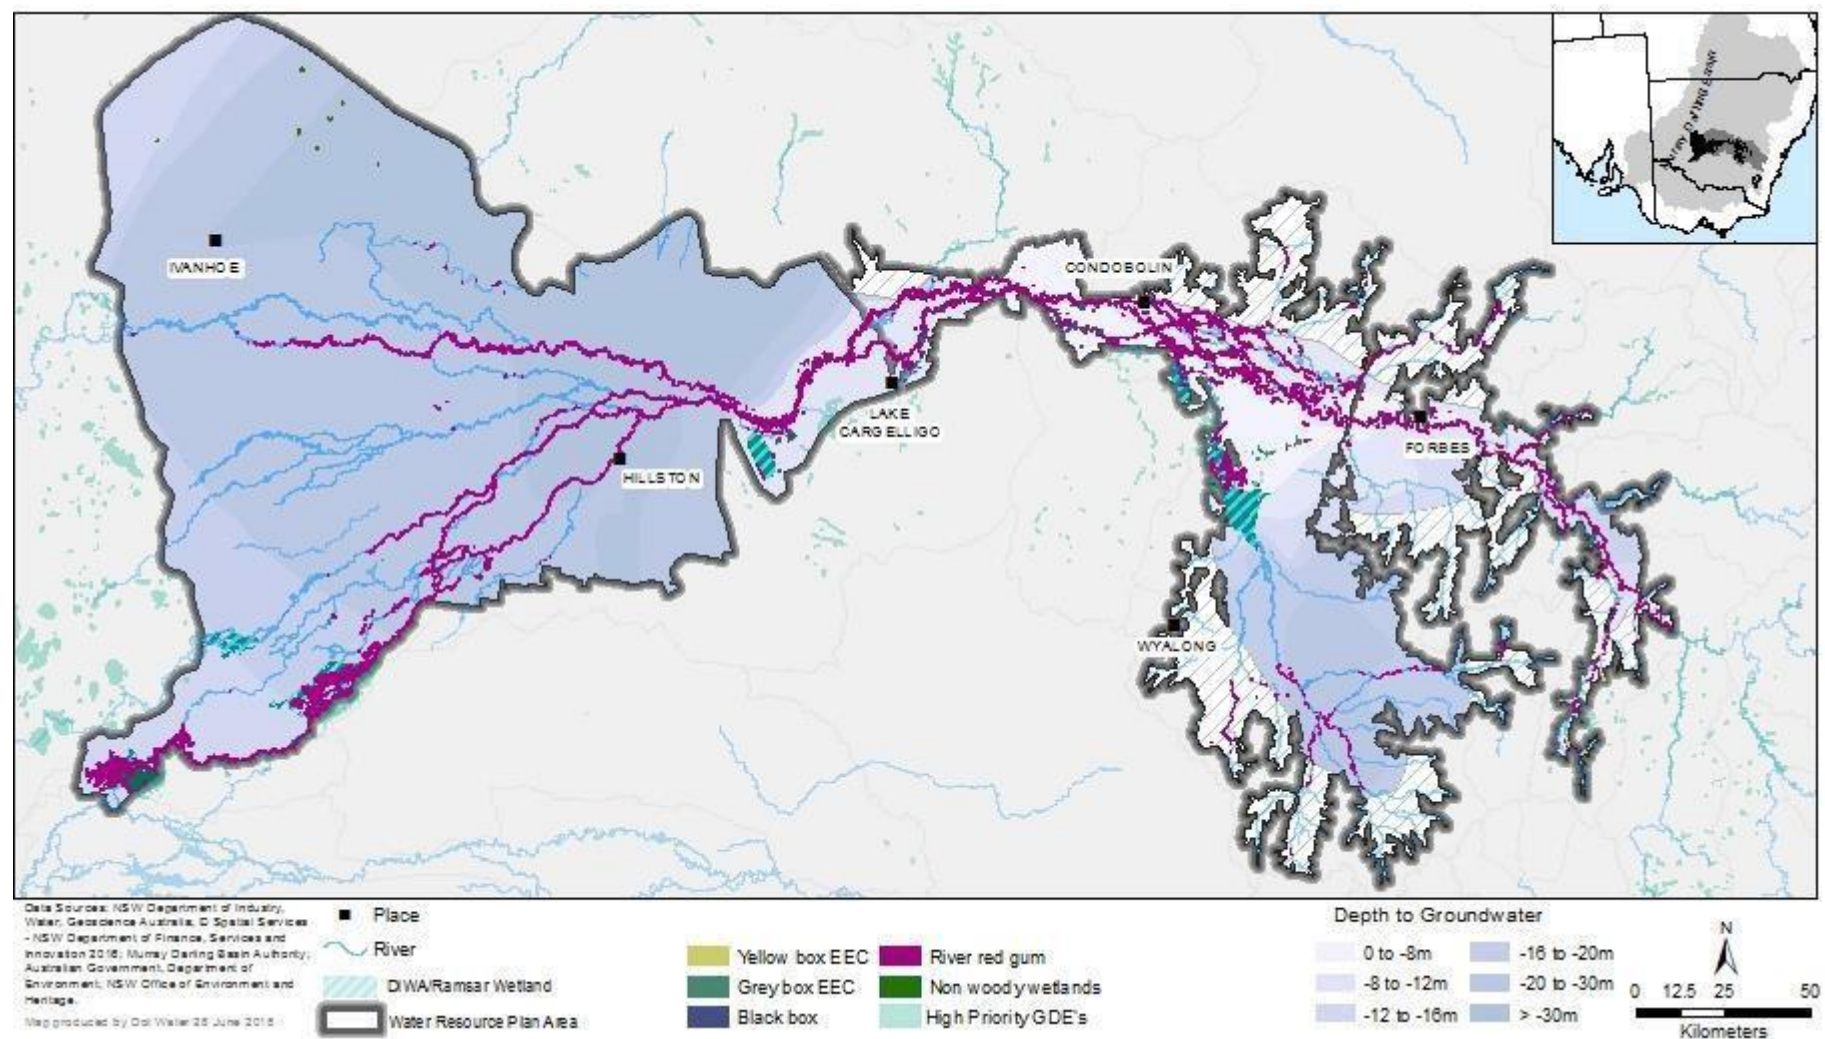 IVANHOE
CONDOBOLIN
LAKE
CARGELLIGO
FORBES
HILLSTON
WYALONG
Data Sources: NSW Department of Industry,
Water, Geoscience Australia, D Spatial Services
- NSW Department of Finance, Services and
Innovation 2016; Murray Darling Basin Authority;
Australian Government, Department of
Environment, NSW Office of Environment and
Heritage.
Map produced by DoI Water 28 June 2018
Place
River
DIWA/Ramsar Wetland
Water Resource Plan Area
Yellow box EEC
Grey box EEC
Black box
River red gum
Non woody wetlands
High Priority GDE's
Depth to Groundwater
0 to -8m
-8 to -12m
-12 to -16m
-16 to -20m
-20 to -30m
> -30m
N
0 12.5 25 50
Kilometers